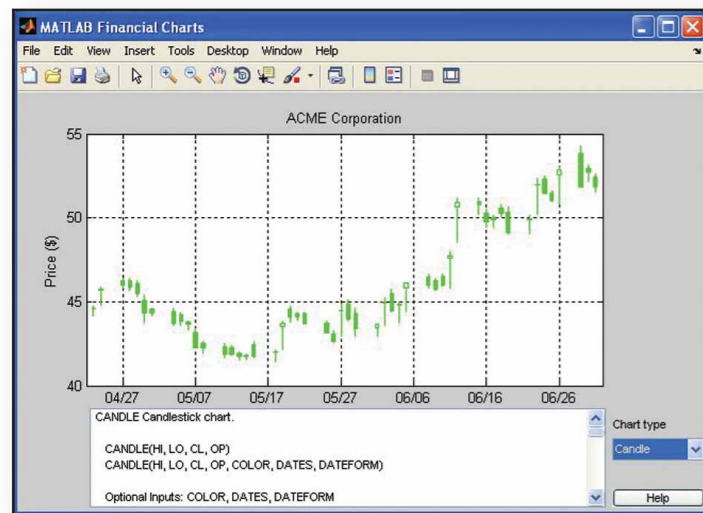 MATLAB Financial Charts
File Edit View Insert Tools Desktop Window Help
ACME Corporation
55
50
45
40
Price ($)
04/27 05/07 05/17 05/27 06/06 06/16 06/26
CANDLE Candlestick chart.
CANDLE(HI, LO, CL, OP)
CANDLE(HI, LO, CL, OP, COLOR, DATES, DATEFORM)
Optional Inputs: COLOR, DATES, DATEFORM
Chart type
Candle
Help